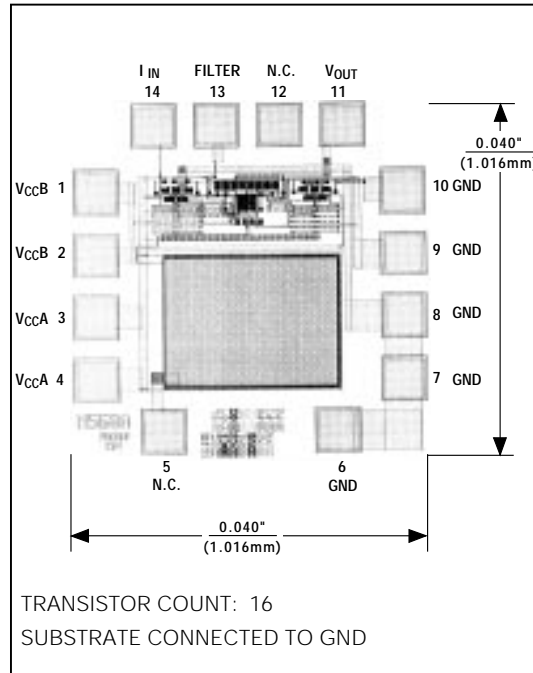 I IN FILTER N.C. VOUT
14 13 12 11
0.040"
(1.016mm)
VCCB 1
10 GND
VCCB 2
9 GND
VCCA 3
8 GND
VCCA 4
7 GND
5
N.C.
6
GND
0.040"
(1.016mm)
TRANSISTOR COUNT: 16
SUBSTRATE CONNECTED TO GND